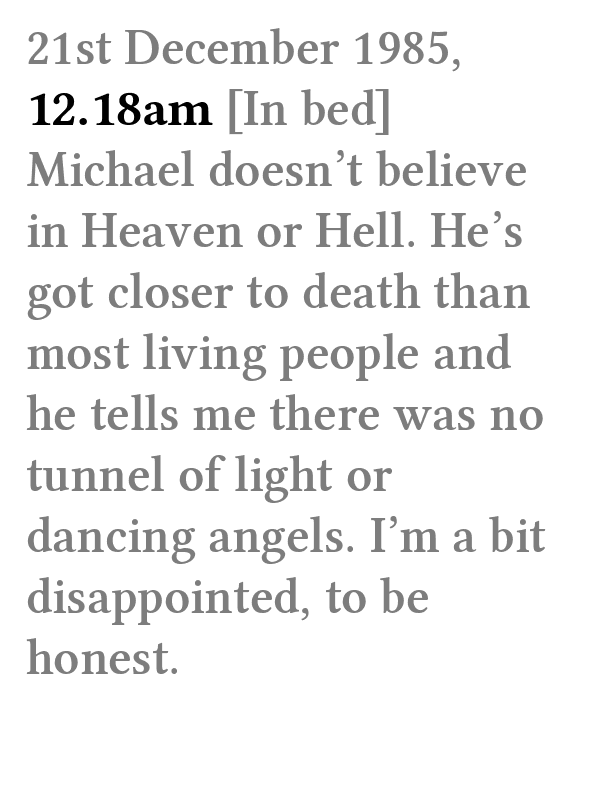 21st December 1985,
12.18am [In bed]
Michael doesn’t believe
in Heaven or Hell. He’s
got closer to death than
most living people and
he tells me there was no
tunnel of light or
dancing angels. I’m a bit
disappointed, to be
honest.